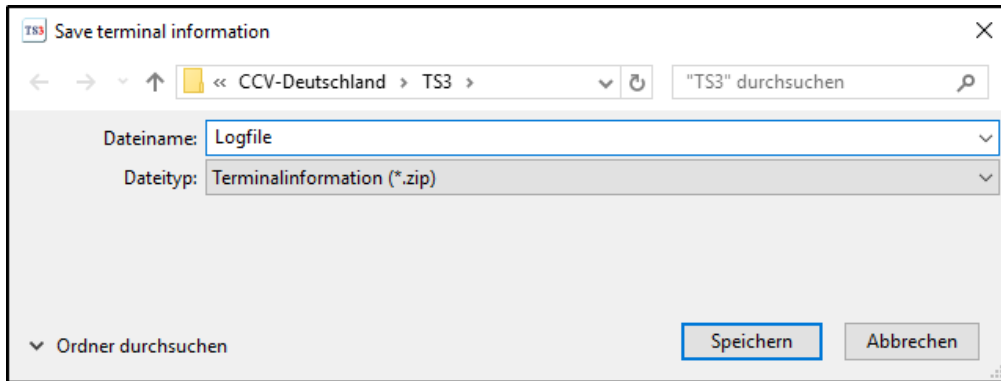 TS3 Save terminal information
« CCV-Deutschland > TS3 > "TS3" durchsuchen
Dateiname: Logfile
Dateityp: Terminalinformation (*.zip)
Ordner durchsuchen Speichern Abbrechen